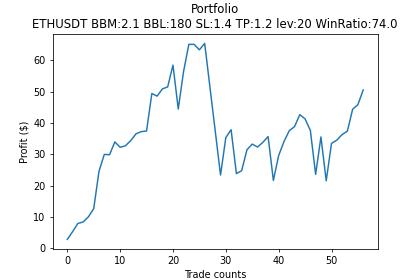 Portfolio
ETHUSDT BBM:2.1 BBL:180 SL:1.4 TP:1.2 lev:20 WinRatio:74.0
60
50
40
30
20
10
0
Profit ($)
0 10 20 30 40 50
Trade counts